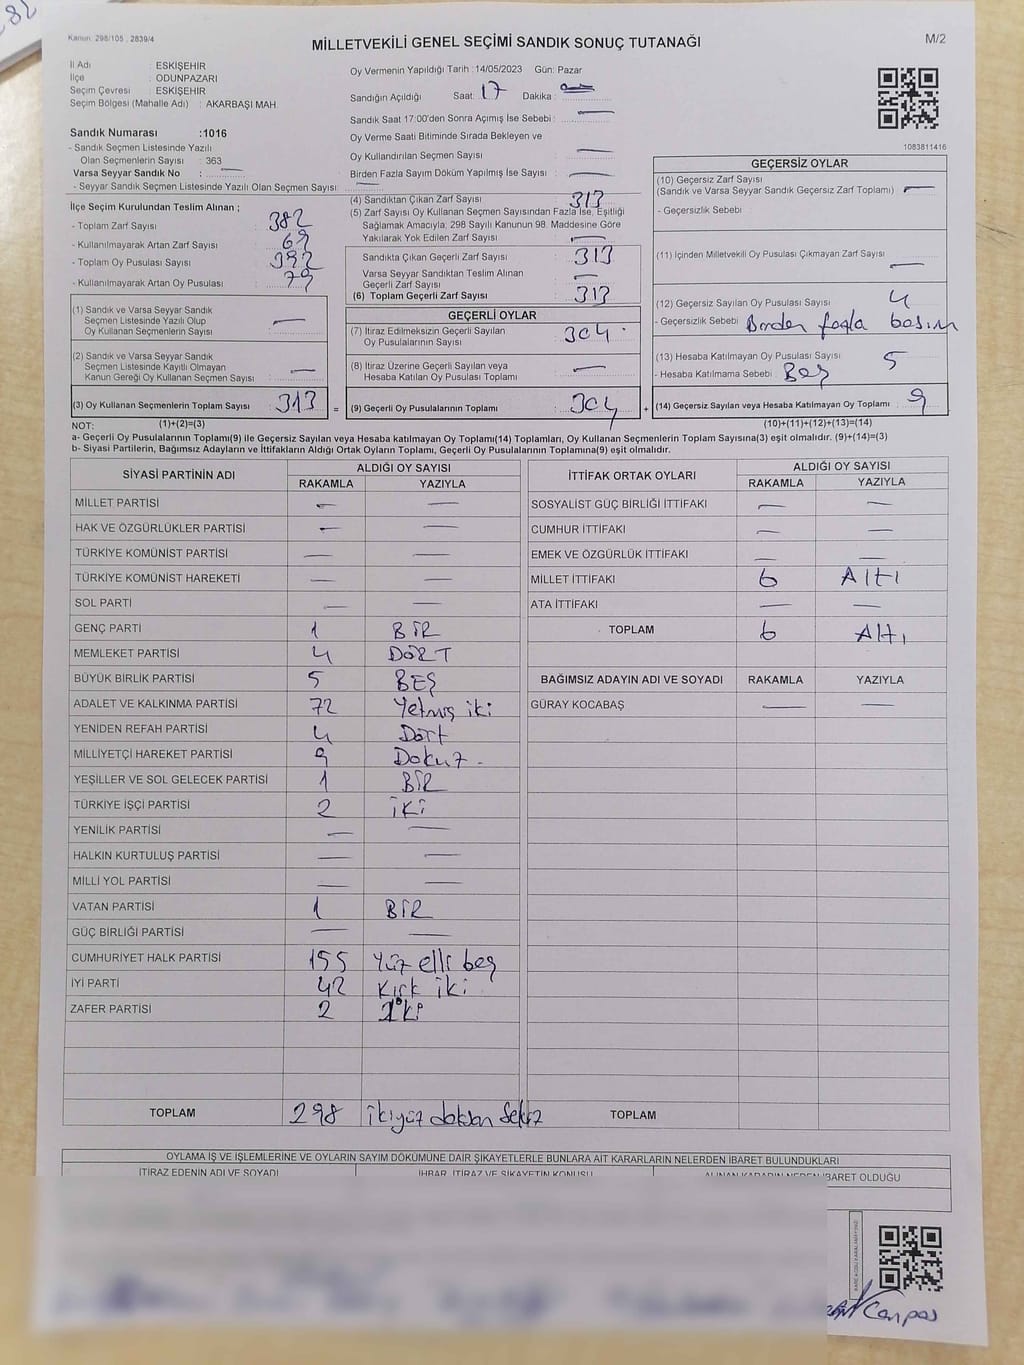 82
Kanun: 298/105 , 2839/4
MİLLETVEKİLİ GENEL SEÇİMİ SANDIK SONUÇ TUTANAĞI
M/2
İl Adı : ESKİŞEHİR
İlçe : ODUNPAZARI
Seçim Çevresi : ESKİŞEHİR
Seçim Bölgesi (Mahalle Adı) : AKARBAŞI MAH.
Sandık Numarası :1016
- Sandık Seçmen Listesinde Yazılı
Olan Seçmenlerin Sayısı : 363
Varsa Seyyar Sandık No : —
- Seyyar Sandık Seçmen Listesinde Yazılı Olan Seçmen Sayısı : —
Oy Vermenin Yapıldığı Tarih :14/05/2023 Gün: Pazar
Sandığın Açıldığı Saat: 17 Dakika :
Sandık Saat 17:00'den Sonra Açımış İse Sebebi : —
Oy Verme Saati Bitiminde Sırada Bekleyen ve
Oy Kullandırılan Seçmen Sayısı —
Birden Fazla Sayım Döküm Yapılmış İse Sayısı : —
1083811416
İlçe Seçim Kurulundan Teslim Alınan ;
- Toplam Zarf Sayısı : 382
- Kullanılmayarak Artan Zarf Sayısı : 69
- Toplam Oy Pusulası Sayısı : 392
- Kullanılmayarak Artan Oy Pusulası : 79
(4) Sandıktan Çıkan Zarf Sayısı : 313
(5) Zarf Sayısı Oy Kullanan Seçmen Sayısından Fazla İse, Eşitliği
Sağlamak Amacıyla; 298 Sayılı Kanunun 98. Maddesine Göre
Yakılarak Yok Edilen Zarf Sayısı : —
Sandıkta Çıkan Geçerli Zarf Sayısı : 313
Varsa Seyyar Sandıktan Teslim Alınan
Geçerli Zarf Sayısı : —
(6) Toplam Geçerli Zarf Sayısı : 313
GEÇERSİZ OYLAR
(10) Geçersiz Zarf Sayısı
(Sandık ve Varsa Seyyar Sandık Geçersiz Zarf Toplamı) : —
- Geçersizlik Sebebi :
(11) İçinden Milletvekili Oy Pusulası Çıkmayan Zarf Sayısı : —
(12) Geçersiz Sayılan Oy Pusulası Sayısı : 4
- Geçersizlik Sebebi : Birden fazla basım
(13) Hesaba Katılmayan Oy Pusulası Sayısı : 5
- Hesaba Katılmama Sebebi : Beş
(14) Geçersiz Sayılan veya Hesaba Katılmayan Oy Toplamı : 9
(10)+(11)+(12)+(13)=(14)
(1) Sandık ve Varsa Seyyar Sandık
Seçmen Listesinde Yazılı Olup
Oy Kullanan Seçmenlerin Sayısı : —
(2) Sandık ve Varsa Seyyar Sandık
Seçmen Listesinde Kayıtlı Olmayan
Kanun Gereği Oy Kullanan Seçmen Sayısı : —
(3) Oy Kullanan Seçmenlerin Toplam Sayısı : 313 =
GEÇERLİ OYLAR
(7) İtiraz Edilmeksizin Geçerli Sayılan
Oy Pusulalarının Sayısı : 304
(8) İtiraz Üzerine Geçerli Sayılan veya
Hesaba Katılan Oy Pusulası Toplamı : —
(9) Geçerli Oy Pusulalarının Toplamı : 304 +
NOT: (1)+(2)=(3)
a- Geçerli Oy Pusulalarının Toplamı(9) ile Geçersiz Sayılan veya Hesaba katılmayan Oy Toplamı(14) Toplamları, Oy Kullanan Seçmenlerin Toplam Sayısına(3) eşit olmalıdır. (9)+(14)=(3)
b- Siyasi Partilerin, Bağımsız Adayların ve İttifakların Aldığı Ortak Oyların Toplamı, Geçerli Oy Pusulalarının Toplamına(9) eşit olmalıdır.
SİYASİ PARTİNİN ADI ALDIĞI OY SAYISI
RAKAMLA YAZIYLA
MİLLET PARTİSİ — —
HAK VE ÖZGÜRLÜKLER PARTİSİ — —
TÜRKİYE KOMÜNİST PARTİSİ — —
TÜRKİYE KOMÜNİST HAREKETİ — —
SOL PARTİ — —
GENÇ PARTİ 1 BİR
MEMLEKET PARTİSİ 4 DÖRT
BÜYÜK BİRLİK PARTİSİ 5 BEŞ
ADALET VE KALKINMA PARTİSİ 72 Yetmiş iki
YENİDEN REFAH PARTİSİ 4 Dört
MİLLİYETÇİ HAREKET PARTİSİ 9 Dokuz -
YEŞİLLER VE SOL GELECEK PARTİSİ 1 BİR
TÜRKİYE İŞÇİ PARTİSİ 2 İKİ
YENİLİK PARTİSİ — —
HALKIN KURTULUŞ PARTİSİ — —
MİLLİ YOL PARTİSİ — —
VATAN PARTİSİ 1 BİR
GÜÇ BİRLİĞİ PARTİSİ — —
CUMHURİYET HALK PARTİSİ 155 Yüz elli beş
İYİ PARTİ 42 Kırk iki
ZAFER PARTİSİ 2 İki
TOPLAM 298 ikiyüz doksan sekiz
İTTİFAK ORTAK OYLARI ALDIĞI OY SAYISI
RAKAMLA YAZIYLA
SOSYALİST GÜÇ BİRLİĞİ İTTİFAKI — —
CUMHUR İTTİFAKI — —
EMEK VE ÖZGÜRLÜK İTTİFAKI — —
MİLLET İTTİFAKI 6 Altı
ATA İTTİFAKI — —
TOPLAM 6 Altı
BAĞIMSIZ ADAYIN ADI VE SOYADI RAKAMLA YAZIYLA
GÜRAY KOCABAŞ — —
TOPLAM
OYLAMA İŞ VE İŞLEMLERİNE VE OYLARIN SAYIM DÖKÜMÜNE DAİR ŞİKAYETLERLE BUNLARA AİT KARARLARIN NELERDEN İBARET BULUNDUKLARI
İTİRAZ EDENİN ADI VE SOYADI İHBAR, İTİRAZ VE ŞİKAYETİN KONUSU ALINAN KARARIN NEDEN İBARET OLDUĞU